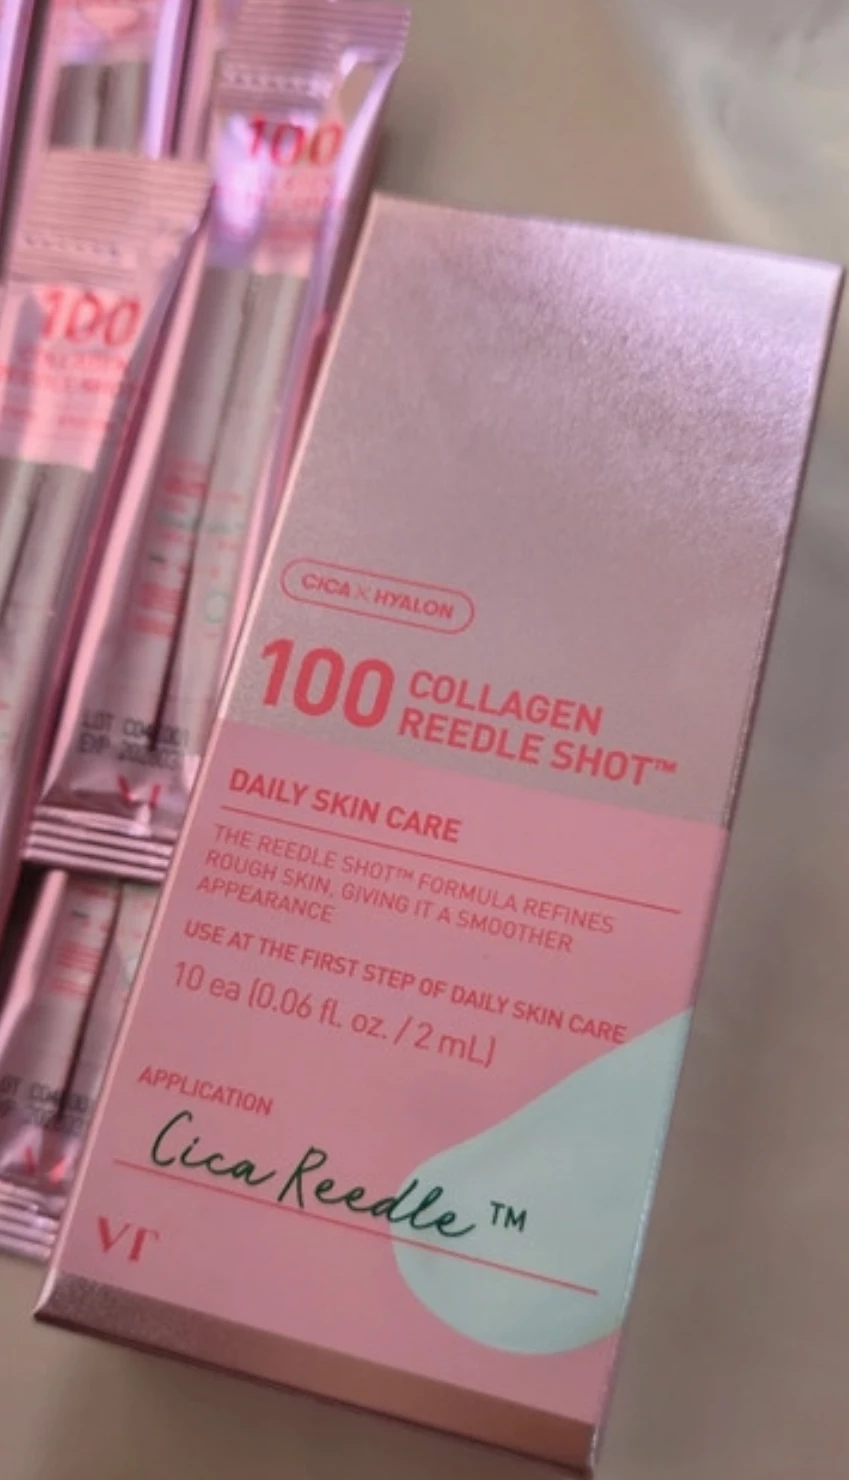 100
100
CICA X HYALON
100 COLLAGEN
REEDLE SHOT™
DAILY SKIN CARE
THE REEDLE SHOT™ FORMULA REFINES
ROUGH SKIN, GIVING IT A SMOOTHER
APPEARANCE
USE AT THE FIRST STEP OF DAILY SKIN CARE
10 ea (0.06 fl. oz. / 2 mL)
APPLICATION
Cica Reedle™
VT
LOT
EXP